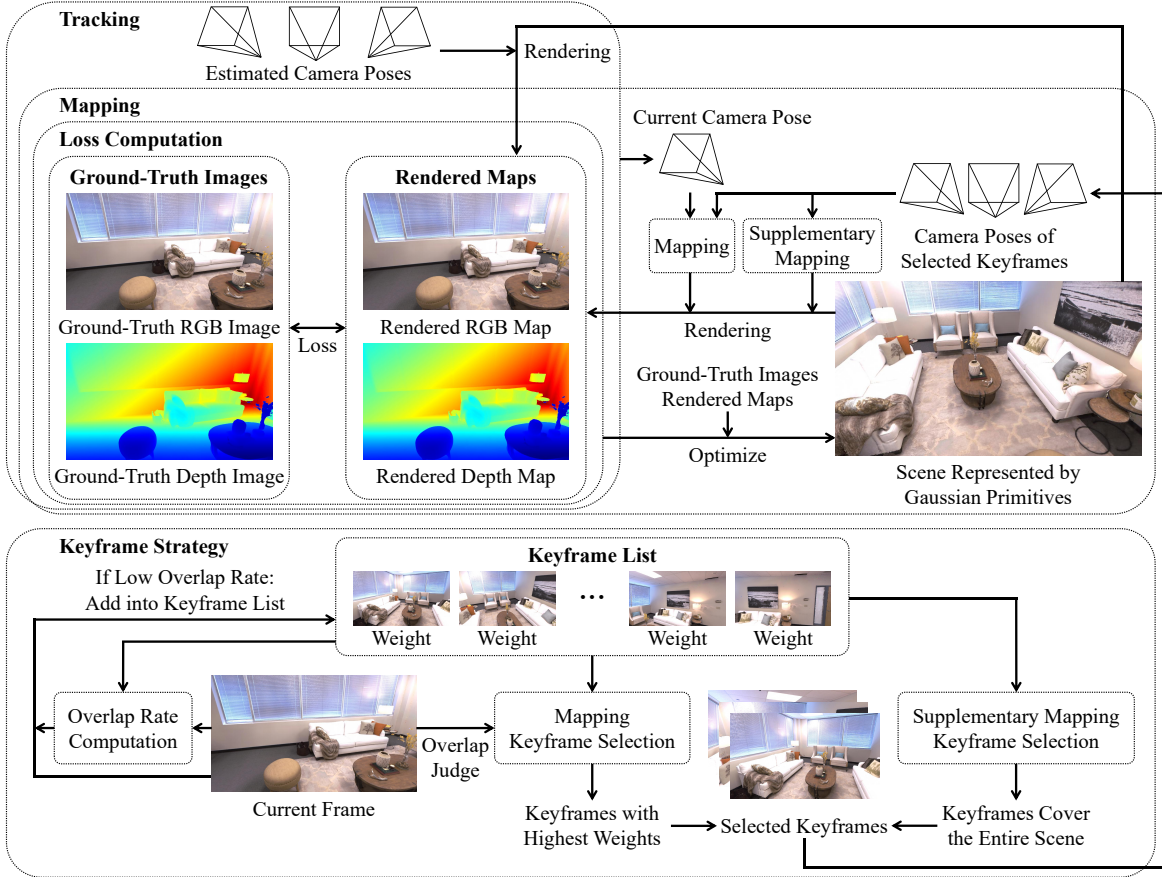 Tracking
Estimated Camera Poses
Rendering
Mapping
Loss Computation
Ground-Truth Images
Rendered Maps
Ground-Truth RGB Image
Rendered RGB Map
Loss
Ground-Truth Depth Image
Rendered Depth Map
Current Camera Pose
Mapping
Supplementary
Mapping
Camera Poses of
Selected Keyframes
Rendering
Ground-Truth Images
Rendered Maps
Optimize
Scene Represented by
Gaussian Primitives
Keyframe Strategy
If Low Overlap Rate:
Add into Keyframe List
Keyframe List
...
Weight
Weight
Weight
Weight
Overlap Rate
Computation
Current Frame
Overlap
Judge
Mapping
Keyframe Selection
Supplementary Mapping
Keyframe Selection
Keyframes with
Highest Weights
Selected Keyframes
Keyframes Cover
the Entire Scene